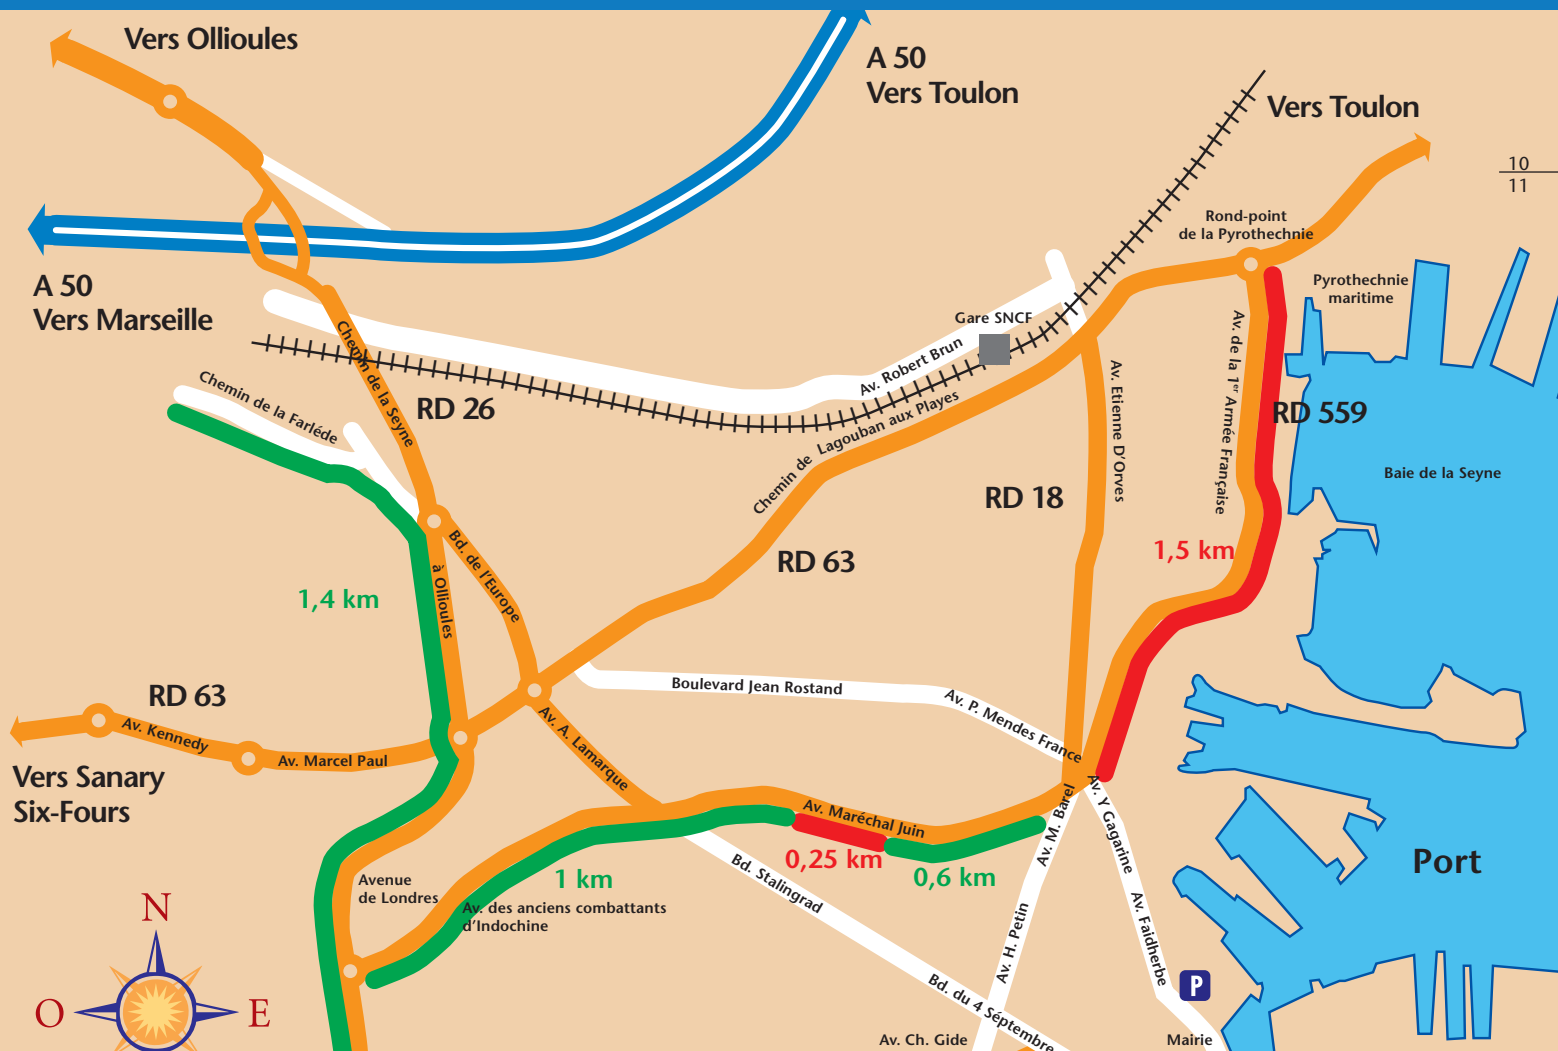 Vers Ollioules
A 50
Vers Toulon
Vers Toulon
10
11
Rond-point
de la Pyrothechnie
Pyrothechnie
maritime
A 50
Vers Marseille
Gare SNCF
Av. Robert Brun
Chemin de la Seyne
Chemin de la Farléde
RD 26
Chemin de Lagouban aux Playes
Av. Etienne D'Orves
Av. de la 1er Armée Française
RD 559
Baie de la Seyne
RD 18
RD 63
1,5 km
Bd. de l'Europe
à Ollioules
1,4 km
RD 63
Av. Kennedy
Av. Marcel Paul
Boulevard Jean Rostand
Av. P. Mendes France
Av. A. Lamarque
Vers Sanary
Six-Fours
Av. Maréchal Juin
Av. M. Barel
Av. Y Gagarine
0,25 km
0,6 km
1 km
Port
Avenue
de Londres
Av. des anciens combattants
d'Indochine
Bd. Stalingrad
Av. H. Petin
Av. Faidherbe
P
Bd. du 4 Séptembre
Av. Ch. Gide
Mairie
N
O
E